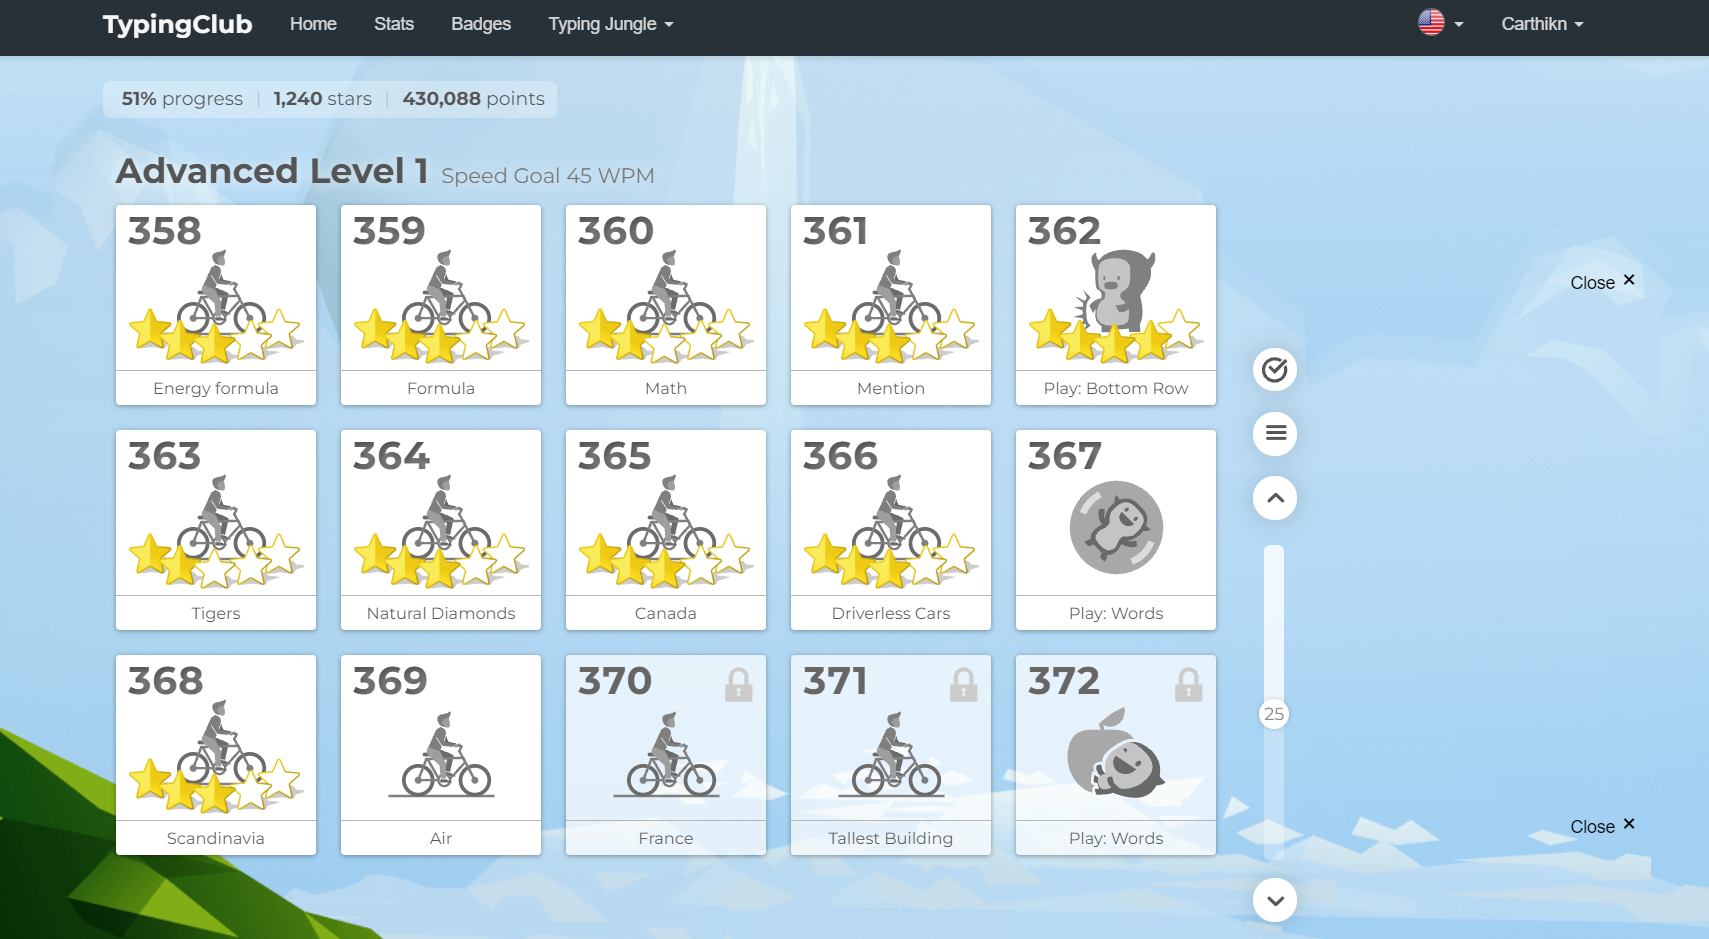 TypingClub Home Stats Badges Typing Jungle Carthikn
51% progress 1,240 stars 430,088 points
Advanced Level 1 Speed Goal 45 WPM
358 359 360 361 362
Energy formula Formula Math Mention Play: Bottom Row
Close ×
363 364 365 366 367
Tigers Natural Diamonds Canada Driverless Cars Play: Words
368 369 370 371 372
25
Scandinavia Air France Tallest Building Play: Words
Close ×